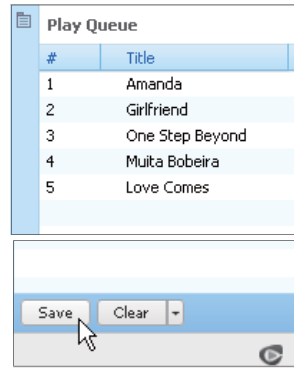 Play Queue
# Title
1 Amanda
2 Girlfriend
3 One Step Beyond
4 Muita Bobeira
5 Love Comes
Save Clear